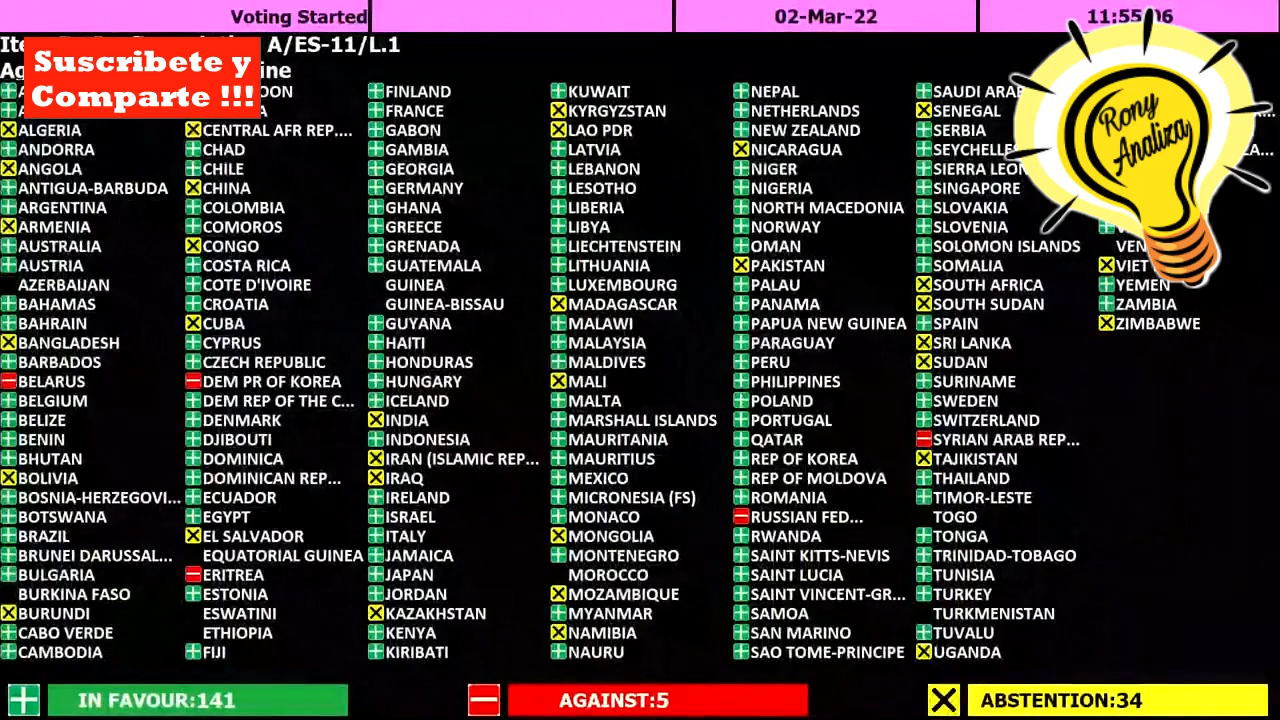 Voting Started 02-Mar-22
A/ES-11/L.1
Suscribete y
Comparte !!!
FINLAND KUWAIT NEPAL
FRANCE KYRGYZSTAN NETHERLANDS SENEGAL
ALGERIA CENTRAL AFR REP.... GABON LAO PDR NEW ZEALAND SERBIA
ANDORRA CHAD GAMBIA LATVIA NICARAGUA
ANGOLA CHILE GEORGIA LEBANON NIGER
ANTIGUA-BARBUDA CHINA GERMANY LESOTHO NIGERIA SINGAPORE
ARGENTINA COLOMBIA GHANA LIBERIA NORTH MACEDONIA SLOVAKIA
ARMENIA COMOROS GREECE LIBYA NORWAY SLOVENIA
AUSTRALIA CONGO GRENADA LIECHTENSTEIN OMAN SOLOMON ISLANDS
AUSTRIA COSTA RICA GUATEMALA LITHUANIA PAKISTAN SOMALIA VIET
AZERBAIJAN COTE D'IVOIRE GUINEA LUXEMBOURG PALAU SOUTH AFRICA YEMEN
BAHAMAS CROATIA GUINEA-BISSAU MADAGASCAR PANAMA SOUTH SUDAN ZAMBIA
BAHRAIN CUBA GUYANA MALAWI PAPUA NEW GUINEA SPAIN ZIMBABWE
BANGLADESH CYPRUS HAITI MALAYSIA PARAGUAY SRI LANKA
BARBADOS CZECH REPUBLIC HONDURAS MALDIVES PERU SUDAN
BELARUS DEM PR OF KOREA HUNGARY MALI PHILIPPINES SURINAME
BELGIUM DEM REP OF THE C... ICELAND MALTA POLAND SWEDEN
BELIZE DENMARK INDIA MARSHALL ISLANDS PORTUGAL SWITZERLAND
BENIN DJIBOUTI INDONESIA MAURITANIA QATAR SYRIAN ARAB REP...
BHUTAN DOMINICA IRAN (ISLAMIC REP... MAURITIUS REP OF KOREA TAJIKISTAN
BOLIVIA DOMINICAN REP... IRAQ MEXICO REP OF MOLDOVA THAILAND
BOSNIA-HERZEGOVI... ECUADOR IRELAND MICRONESIA (FS) ROMANIA TIMOR-LESTE
BOTSWANA EGYPT ISRAEL MONACO RUSSIAN FED... TOGO
BRAZIL EL SALVADOR ITALY MONGOLIA RWANDA TONGA
BRUNEI DARUSSAL... EQUATORIAL GUINEA JAMAICA MONTENEGRO SAINT KITTS-NEVIS TRINIDAD-TOBAGO
BULGARIA ERITREA JAPAN MOROCCO SAINT LUCIA TUNISIA
BURKINA FASO ESTONIA JORDAN MOZAMBIQUE SAINT VINCENT-GR... TURKEY
BURUNDI ESWATINI KAZAKHSTAN MYANMAR SAMOA TURKMENISTAN
CABO VERDE ETHIOPIA KENYA NAMIBIA SAN MARINO TUVALU
CAMBODIA FIJI KIRIBATI NAURU SAO TOME-PRINCIPE UGANDA
Rony
Analiza
IN FAVOUR:141 AGAINST:5 ABSTENTION:34